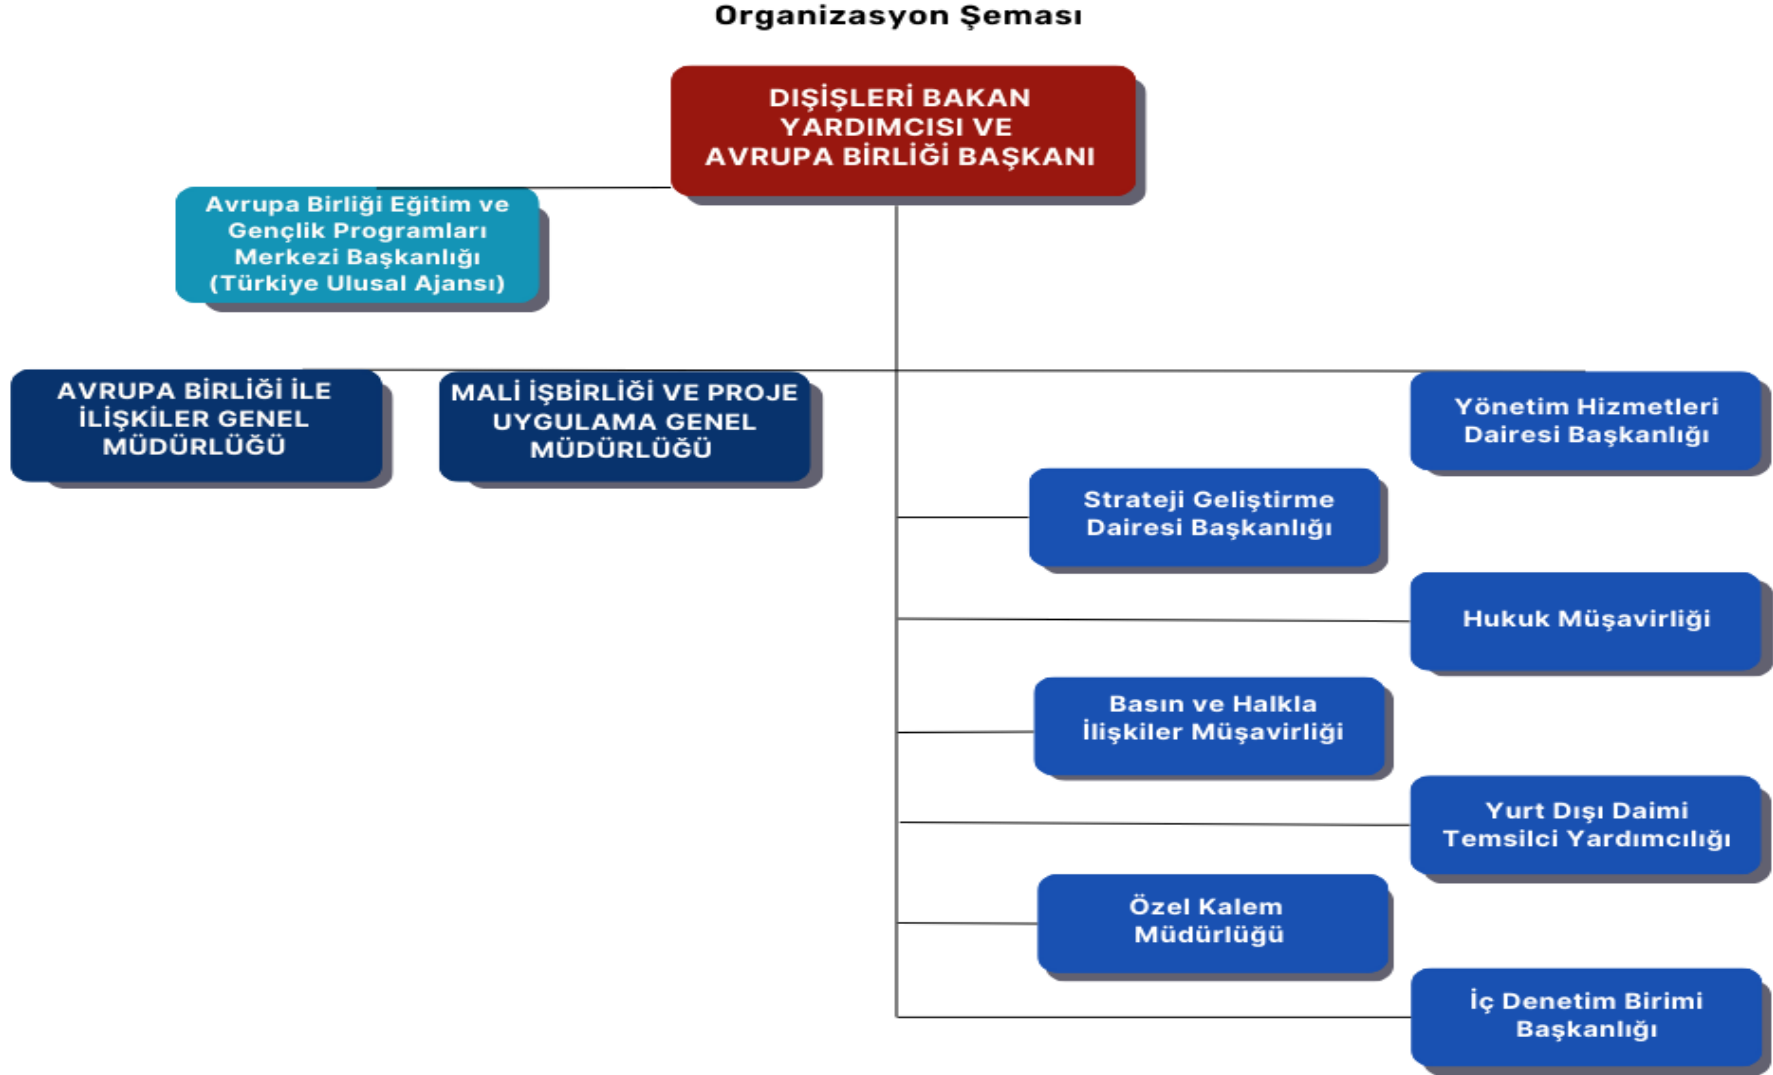 Organizasyon Şeması
DIŞİŞLERİ BAKAN
YARDIMCISI VE
AVRUPA BİRLİĞİ BAŞKANI
Avrupa Birliği Eğitim ve
Gençlik Programları
Merkezi Başkanlığı
(Türkiye Ulusal Ajansı)
AVRUPA BİRLİĞİ İLE
İLİŞKİLER GENEL
MÜDÜRLÜĞÜ
MALİ İŞBİRLİĞİ VE PROJE
UYGULAMA GENEL
MÜDÜRLÜĞÜ
Yönetim Hizmetleri
Dairesi Başkanlığı
Strateji Geliştirme
Dairesi Başkanlığı
Hukuk Müşavirliği
Basın ve Halkla
İlişkiler Müşavirliği
Yurt Dışı Daimi
Temsilci Yardımcılığı
Özel Kalem
Müdürlüğü
İç Denetim Birimi
Başkanlığı